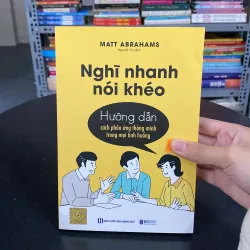 MATT ABRAHAMS
Nghĩ nhanh
nói khéo
Hướng dẫn
cách phản ứng thông minh
trong mọi tình huống